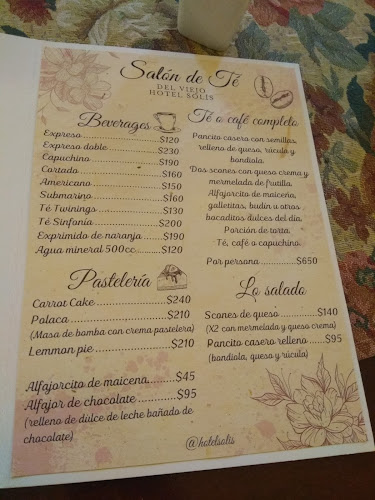 Salón de Té
DEL VIEJO
HOTEL SOLIS
Beverages
Expreso $120
Expreso doble $230
Capuchino $190
Cortado $160
Americano $150
Submarino $160
Té Twinings $130
Té Sinfonía $200
Exprimido de naranja $190
Agua mineral 500cc $120
Pastelería
Carrot Cake $240
Polaca $210
(Masa de bomba con crema pastelera)
Lemmon pie $210
Alfajorcito de maicena $45
Alfajor de chocolate $95
(relleno de dulce de leche bañado de
chocolate)
Té o café completo
Pancito casero con semillas,
relleno de queso, rúcula y
bondiola.
Dos scones con queso crema y
mermelada de frutilla.
Alfajorcito de maicena,
galletitas, budín u otros
bocaditos dulces del día.
Porción de torta.
Té, café o capuchino.
Por persona $650
Lo salado
Scones de queso $140
(X2 con mermelada y queso crema)
Pancito casero relleno $95
(bondiola, queso y rúcula)
@hotelsolis